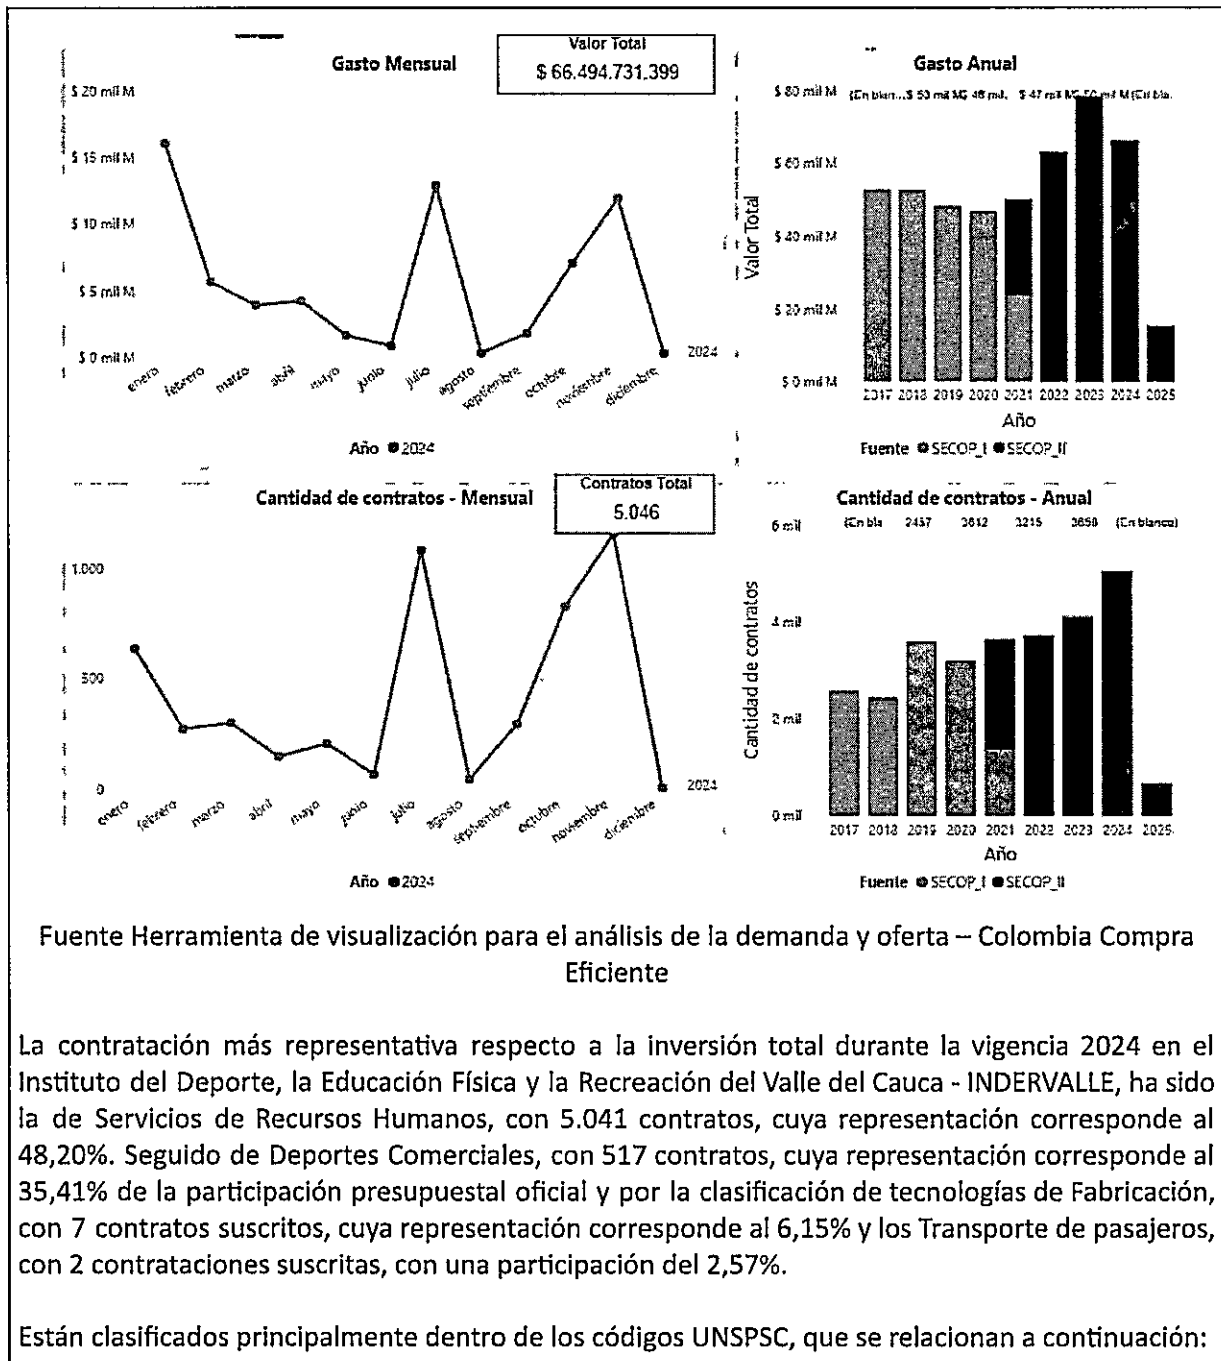 Gasto Mensual
Valor Total
$ 66.494.731.399
$ 20 mil M
$ 15 mil M
$ 10 mil M
$ 5 mil M
$ 0 mil M
enero
febrero
marzo
abril
mayo
junio
julio
agosto
septiembre
octubre
noviembre
diciembre
2024
Año 2024
Gasto Anual
$ 80 mil M
$ 60 mil M
$ 40 mil M
$ 20 mil M
$ 0 mil M
Valor Total
2017 2018 2019 2020 2021 2022 2023 2024 2025
Año
Fuente SECOP_I SECOP_II
Cantidad de contratos - Mensual
Contratos Total
5.046
1.000
500
0
enero
febrero
marzo
abril
mayo
junio
julio
agosto
septiembre
octubre
noviembre
diciembre
2024
Año 2024
Cantidad de contratos - Anual
6 mil
(En bla 2437 3612 3215 3658 (En blanco)
4 mil
2 mil
0 mil
Cantidad de contratos
2017 2018 2019 2020 2021 2022 2023 2024 2025
Año
Fuente SECOP_I SECOP_II
Fuente Herramienta de visualización para el análisis de la demanda y oferta – Colombia Compra
Eficiente
La contratación más representativa respecto a la inversión total durante la vigencia 2024 en el
Instituto del Deporte, la Educación Física y la Recreación del Valle del Cauca - INDERVALLE, ha sido
la de Servicios de Recursos Humanos, con 5.041 contratos, cuya representación corresponde al
48,20%. Seguido de Deportes Comerciales, con 517 contratos, cuya representación corresponde al
35,41% de la participación presupuestal oficial y por la clasificación de tecnologías de Fabricación,
con 7 contratos suscritos, cuya representación corresponde al 6,15% y los Transporte de pasajeros,
con 2 contrataciones suscritas, con una participación del 2,57%.
Están clasificados principalmente dentro de los códigos UNSPSC, que se relacionan a continuación: